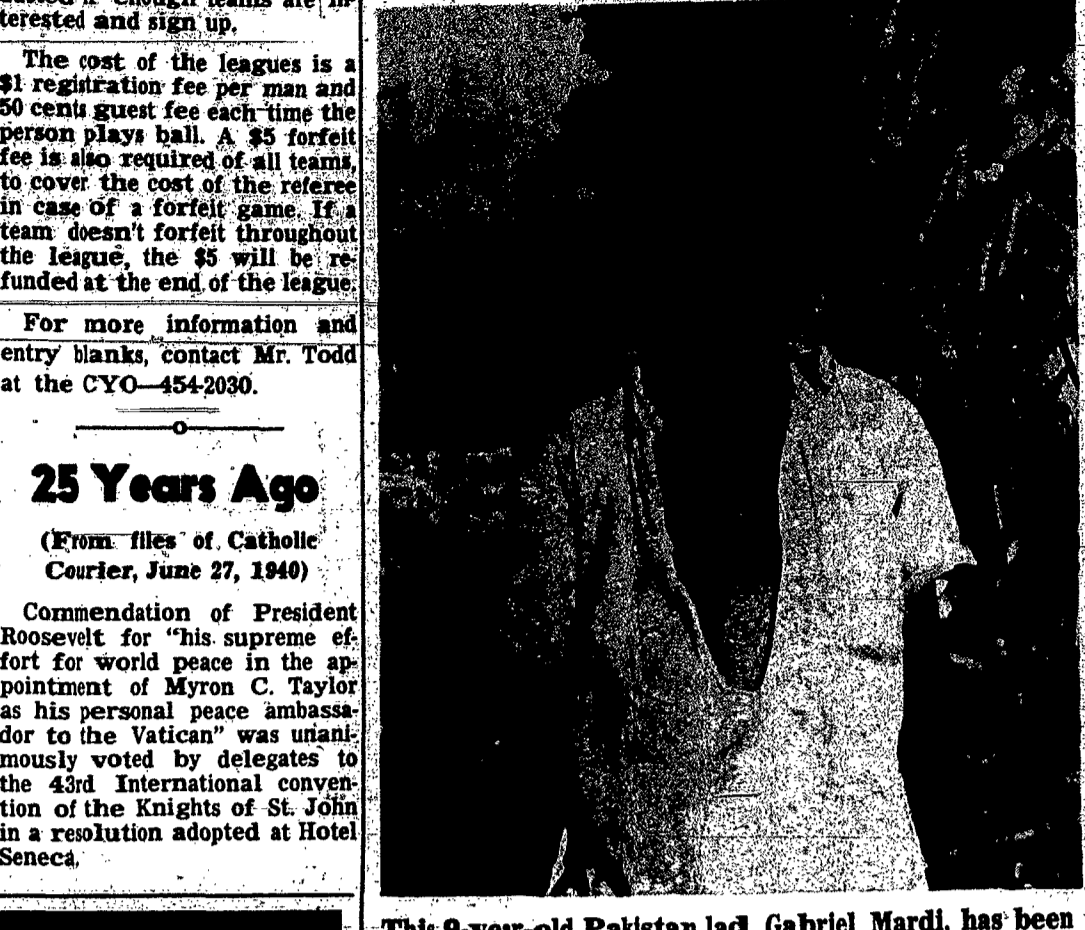 terested and sign up.
The cost of the leagues is a
$1 registration fee per man and
50 cents guest fee each time the
person plays ball. A $5 forfeit
fee is also required of all teams,
to cover the cost of the referee
in case of a forfeit game. If a
team doesn't forfeit throughout
the league, the $5 will be re-
funded at the end of the league.
For more information and
entry blanks, contact Mr. Todd
at the CYO—454-2030.
25 Years Ago
(From files of Catholic
Courier, June 27, 1940)
Commendation of President
Roosevelt for "his supreme ef-
fort for world peace in the ap-
pointment of Myron C. Taylor
as his personal peace ambassa-
dor to the Vatican" was unani-
mously voted by delegates to
the 43rd International conven-
tion of the Knights of St. John
in a resolution adopted at Hotel
Seneca.
This 9-year-old Pakistan lad, Gabriel Mardi, has been